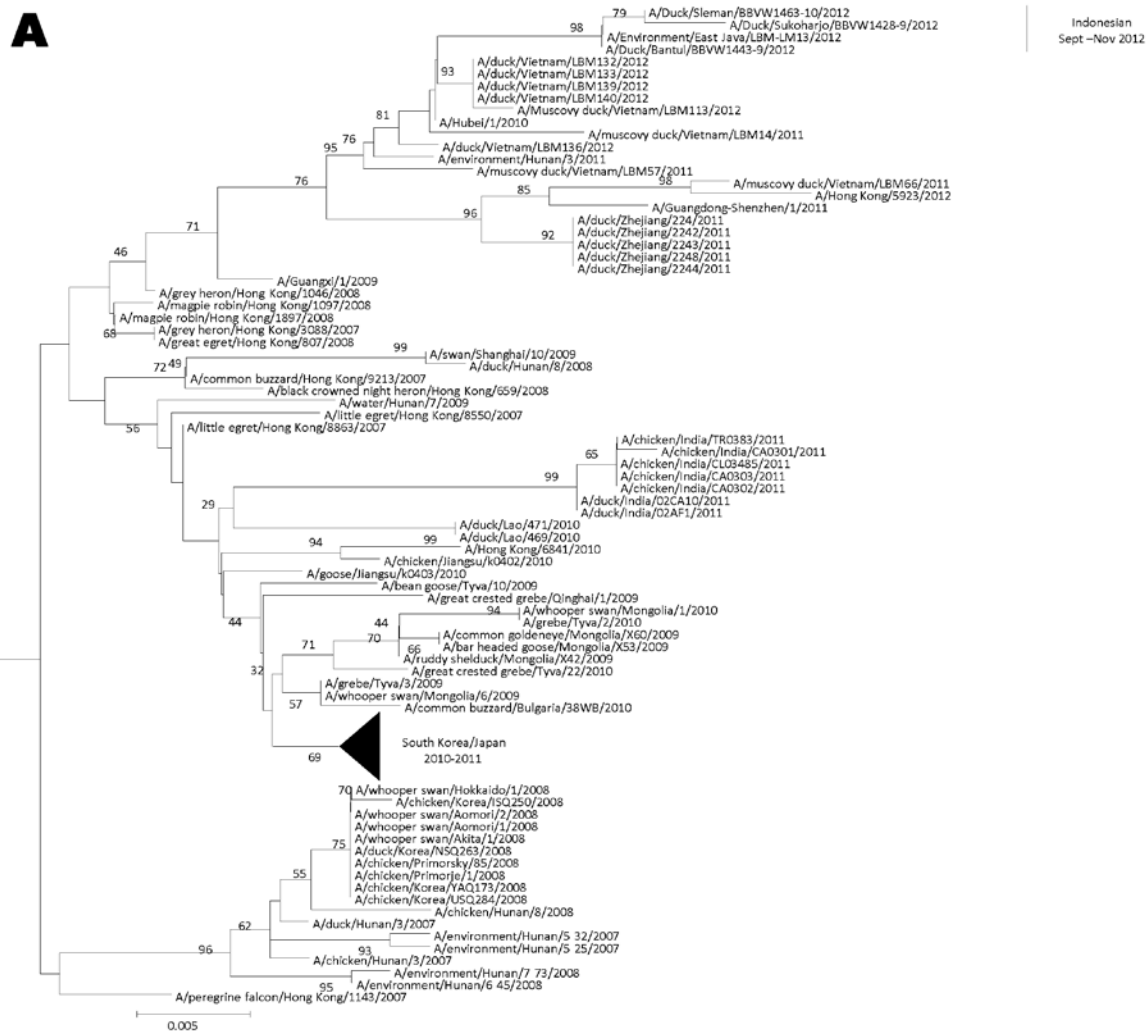 A
79
A/Duck/Sleman/BBVW1463-10/2012
A/Duck/Sukoharjo/BBVW1428-9/2012
98
A/Environment/East Java/LBM-LM13/2012
A/Duck/Bantul/BBVW1443-9/2012
Indonesian
Sept –Nov 2012
93
A/duck/Vietnam/LBM132/2012
A/duck/Vietnam/LBM133/2012
A/duck/Vietnam/LBM139/2012
A/duck/Vietnam/LBM140/2012
A/Muscovy duck/Vietnam/LBM113/2012
81
A/Hubei/1/2010
A/muscovy duck/Vietnam/LBM14/2011
76
A/duck/Vietnam/LBM136/2012
95
A/environment/Hunan/3/2011
A/muscovy duck/Vietnam/LBM57/2011
76
98
A/muscovy duck/Vietnam/LBM66/2011
85
A/Hong Kong/5923/2012
A/Guangdong-Shenzhen/1/2011
96
A/duck/Zhejiang/224/2011
92
A/duck/Zhejiang/2242/2011
A/duck/Zhejiang/2243/2011
A/duck/Zhejiang/2248/2011
A/duck/Zhejiang/2244/2011
71
46
A/Guangxi/1/2009
A/grey heron/Hong Kong/1046/2008
A/magpie robin/Hong Kong/1097/2008
A/magpie robin/Hong Kong/1897/2008
68
A/grey heron/Hong Kong/3088/2007
A/great egret/Hong Kong/807/2008
99
A/swan/Shanghai/10/2009
72
49
A/duck/Hunan/8/2008
A/common buzzard/Hong Kong/9213/2007
A/black crowned night heron/Hong Kong/659/2008
A/water/Hunan/7/2009
A/little egret/Hong Kong/8550/2007
56
A/little egret/Hong Kong/8863/2007
65
A/chicken/India/TR0383/2011
A/chicken/India/CA0301/2011
A/chicken/India/CL03485/2011
99
A/chicken/India/CA0303/2011
A/chicken/India/CA0302/2011
A/duck/India/02CA10/2011
A/duck/India/02AF1/2011
29
A/duck/Lao/471/2010
A/duck/Lao/469/2010
94
99
A/Hong Kong/6841/2010
A/chicken/Jiangsu/k0402/2010
A/goose/Jiangsu/k0403/2010
A/bean goose/Tyva/10/2009
A/great crested grebe/Qinghai/1/2009
44
94
A/whooper swan/Mongolia/1/2010
44
A/grebe/Tyva/2/2010
70
A/common goldeneye/Mongolia/X60/2009
71
66
A/bar headed goose/Mongolia/X53/2009
A/ruddy shelduck/Mongolia/X42/2009
32
A/great crested grebe/Tyva/22/2010
A/grebe/Tyva/3/2009
A/whooper swan/Mongolia/6/2009
57
A/common buzzard/Bulgaria/38WB/2010
69
South Korea/Japan
2010-2011
70
A/whooper swan/Hokkaido/1/2008
A/chicken/Korea/ISQ250/2008
A/whooper swan/Aomori/2/2008
A/whooper swan/Aomori/1/2008
75
A/whooper swan/Akita/1/2008
A/duck/Korea/NSQ263/2008
A/chicken/Primorsky/85/2008
55
A/chicken/Primorje/1/2008
A/chicken/Korea/YAQ173/2008
A/chicken/Korea/USQ284/2008
A/chicken/Hunan/8/2008
62
A/duck/Hunan/3/2007
A/environment/Hunan/5 32/2007
96
93
A/environment/Hunan/5 25/2007
A/chicken/Hunan/3/2007
A/environment/Hunan/7 73/2008
95
A/environment/Hunan/6 45/2008
A/peregrine falcon/Hong Kong/1143/2007
0.005